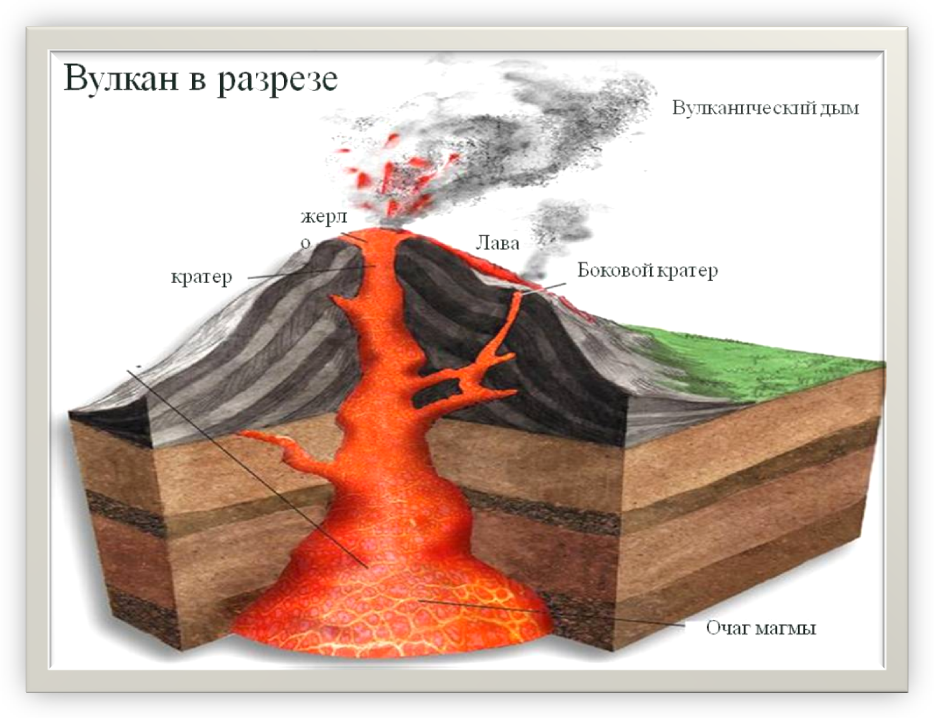 Вулкан в разрезе
Вулканический дым
жерл
о
Лава
Боковой кратер
кратер
Очаг магмы